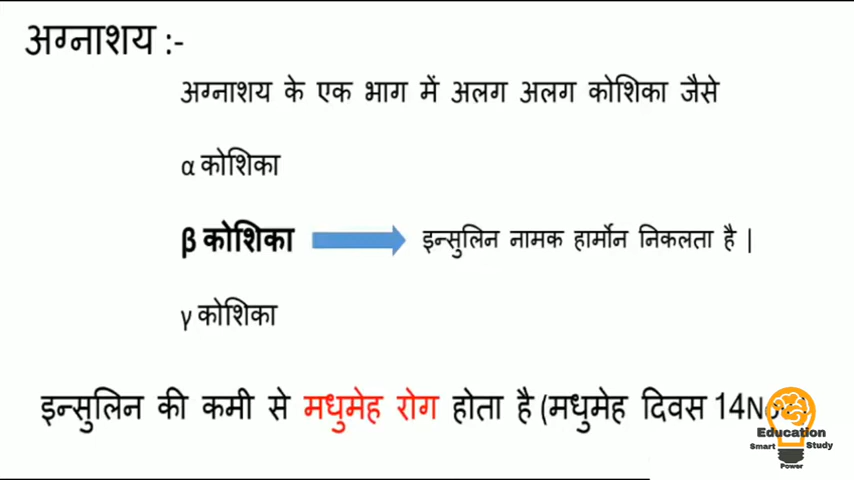 अग्नाशय :-
अग्नाशय के एक भाग में अलग अलग कोशिका जैसे
α कोशिका
β कोशिका
इन्सुलिन नामक हार्मोन निकलता है |
γ कोशिका
इन्सुलिन की कमी से मधुमेह रोग होता है (मधुमेह दिवस 14
Education
Smart Study
Power